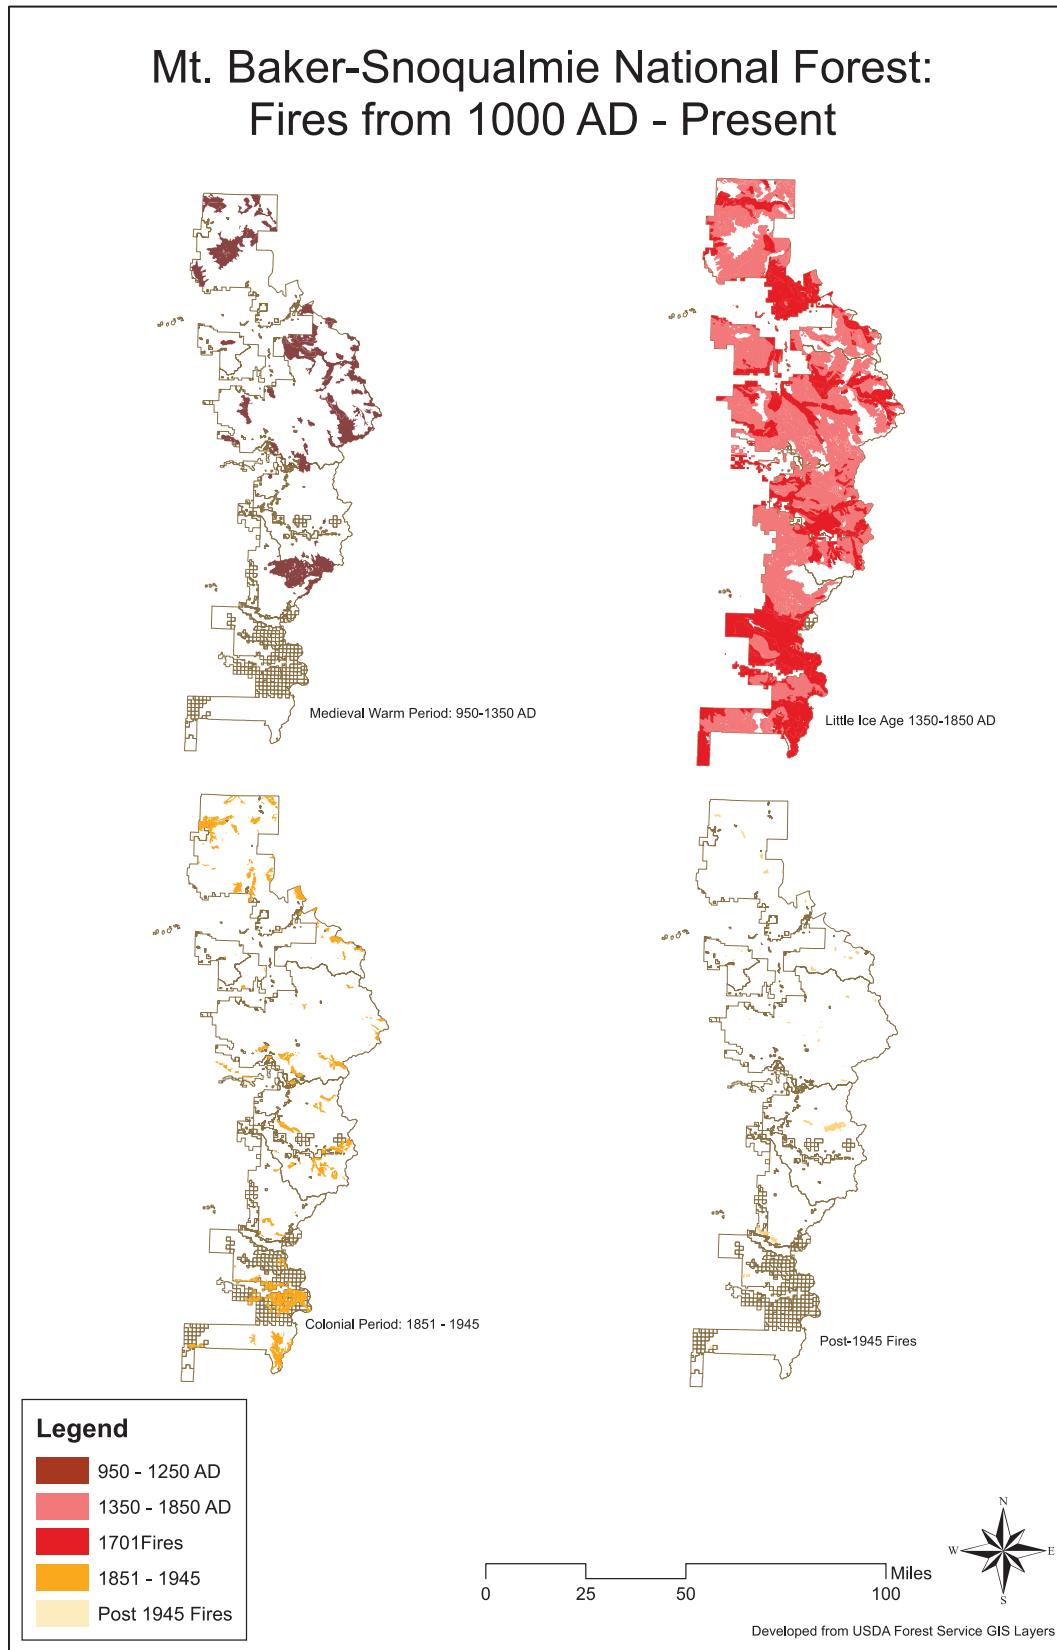 Mt. Baker-Snoqualmie National Forest:
Fires from 1000 AD - Present
Medieval Warm Period: 950-1350 AD
Little Ice Age 1350-1850 AD
Colonial Period: 1851 - 1945
Post-1945 Fires
Legend
950 - 1250 AD
1350 - 1850 AD
1701Fires
1851 - 1945
Post 1945 Fires
N
W
E
S
Miles
0
25
50
100
Developed from USDA Forest Service GIS Layers